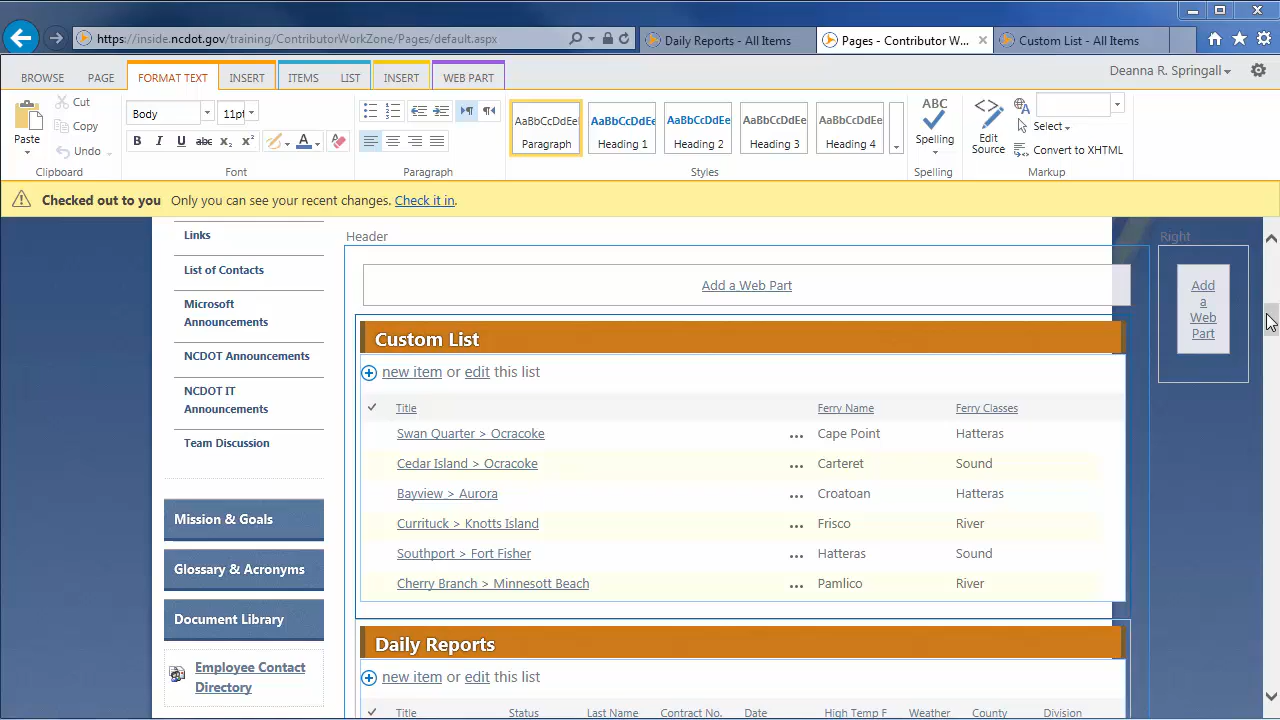 https://inside.ncdot.gov/training/ContributorWorkZone/Pages/default.aspx
Daily Reports - All Items
Pages - Contributor W...
Custom List - All Items
BROWSE PAGE FORMAT TEXT INSERT ITEMS LIST INSERT WEB PART
Deanna R. Springall
Paste
Cut
Copy
Undo
Clipboard
Body
11pt
B I U abc x₂ x²
A
Font
Paragraph
AaBbCcDdEe
Paragraph
AaBbCcDdEe
Heading 1
AaBbCcDdEe
Heading 2
AaBbCcDdEe
Heading 3
AaBbCcDdEe
Heading 4
Styles
ABC
Spelling
Spelling
Edit
Source
Select
Convert to XHTML
Markup
Checked out to you Only you can see your recent changes. Check it in.
Links
List of Contacts
Microsoft
Announcements
NCDOT Announcements
NCDOT IT
Announcements
Team Discussion
Mission & Goals
Glossary & Acronyms
Document Library
Employee Contact
Directory
Header
Add a Web Part
Custom List
new item or edit this list
Title Ferry Name Ferry Classes
Swan Quarter > Ocracoke ... Cape Point Hatteras
Cedar Island > Ocracoke ... Carteret Sound
Bayview > Aurora ... Croatoan Hatteras
Currituck > Knotts Island ... Frisco River
Southport > Fort Fisher ... Hatteras Sound
Cherry Branch > Minnesott Beach ... Pamlico River
Daily Reports
new item or edit this list
Title Status Last Name Contract No. Date High Temp F Weather County Division
Right
Add
a
Web
Part